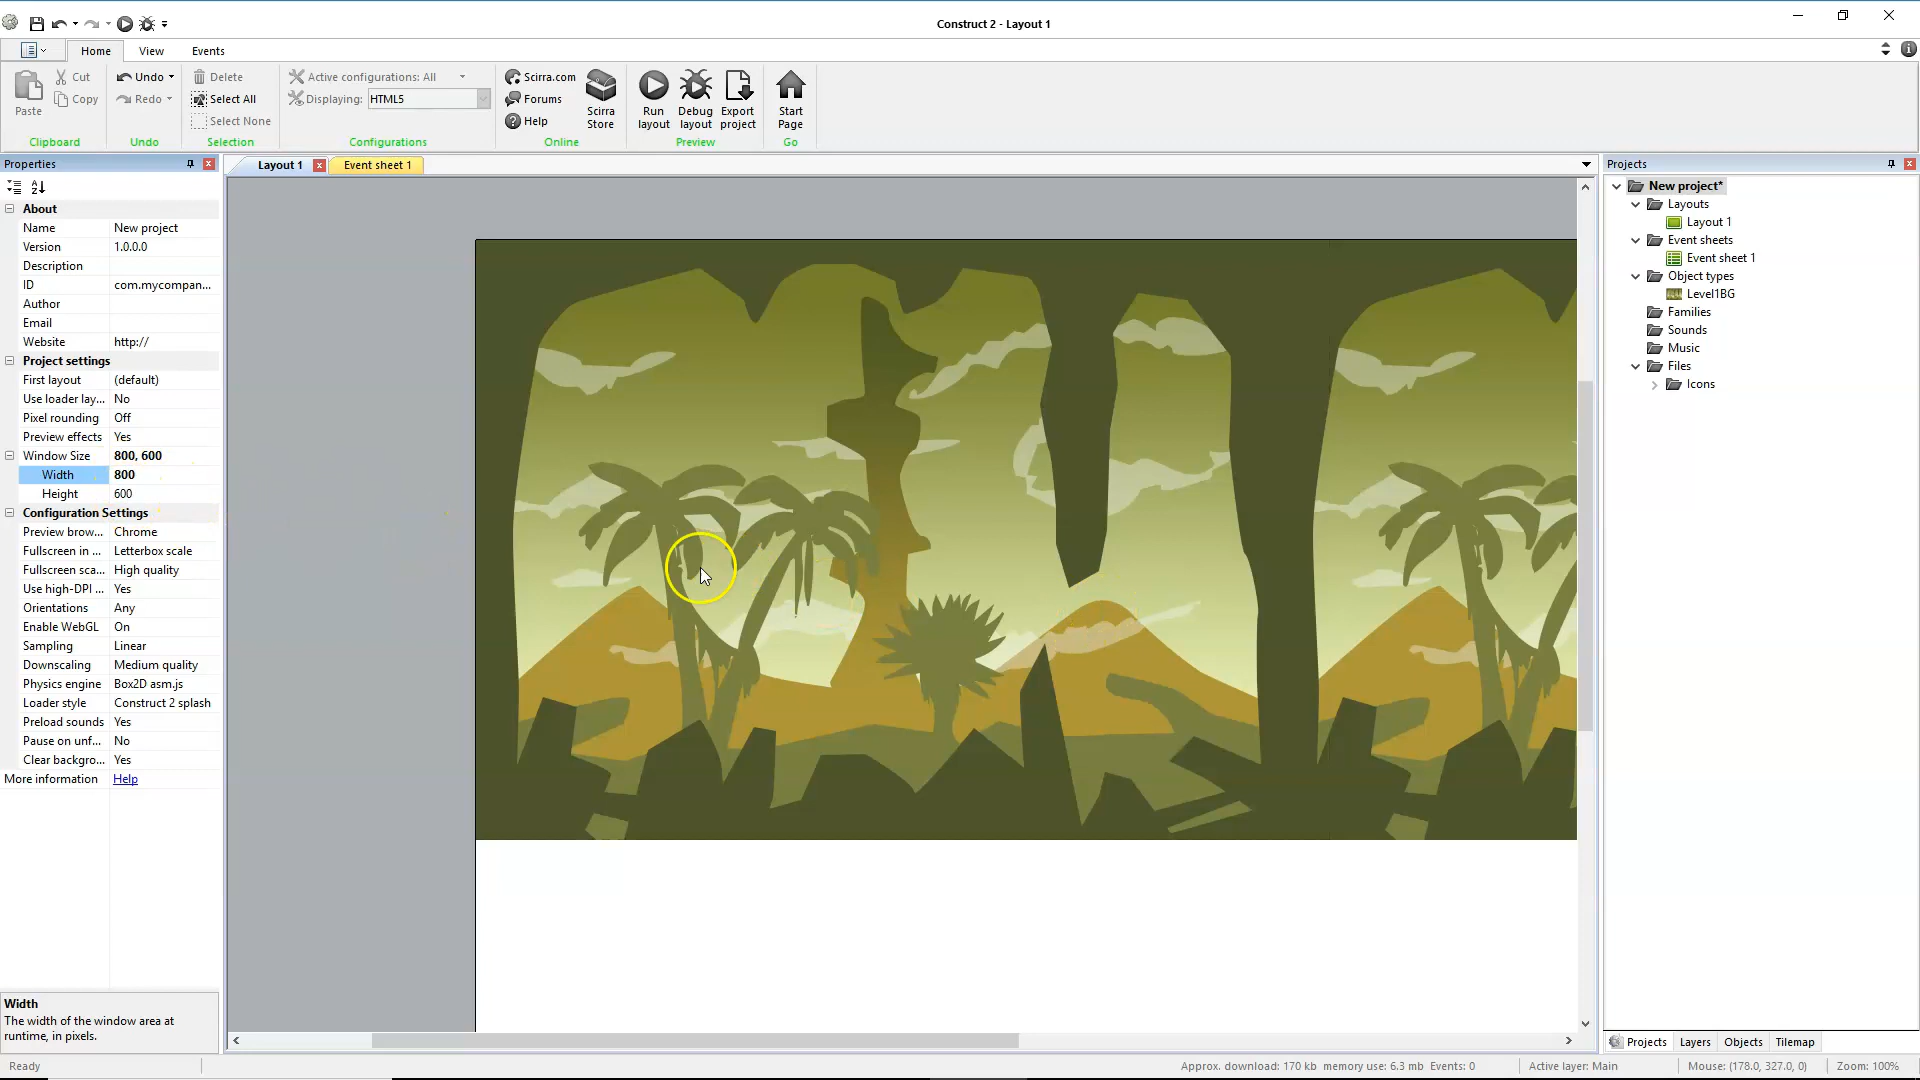 Construct 2 - Layout 1
Home View Events
Paste Cut Copy Clipboard
Undo Redo Undo
Delete Select All Select None Selection
Active configurations: All
Displaying: HTML5
Configurations
Scirra.com Forums Help Scirra Store Online
Run layout Debug layout Export project Preview
Start Page Go
Properties
Layout 1 Event sheet 1
About
Name New project
Version 1.0.0.0
Description
ID com.mycompan...
Author
Email
Website http://
Project settings
First layout (default)
Use loader lay... No
Pixel rounding Off
Preview effects Yes
Window Size 800, 600
Width 800
Height 600
Configuration Settings
Preview brow... Chrome
Fullscreen in ... Letterbox scale
Fullscreen sca... High quality
Use high-DPI ... Yes
Orientations Any
Enable WebGL On
Sampling Linear
Downscaling Medium quality
Physics engine Box2D asm.js
Loader style Construct 2 splash
Preload sounds Yes
Pause on unf... No
Clear backgro... Yes
More information Help
Width
The width of the window area at
runtime, in pixels.
Projects
New project*
Layouts
Layout 1
Event sheets
Event sheet 1
Object types
Level1BG
Families
Sounds
Music
Files
Icons
Projects Layers Objects Tilemap
Ready Approx. download: 170 kb memory use: 6.3 mb Events: 0 Active layer: Main Mouse: (178.0, 327.0, 0) Zoom: 100%